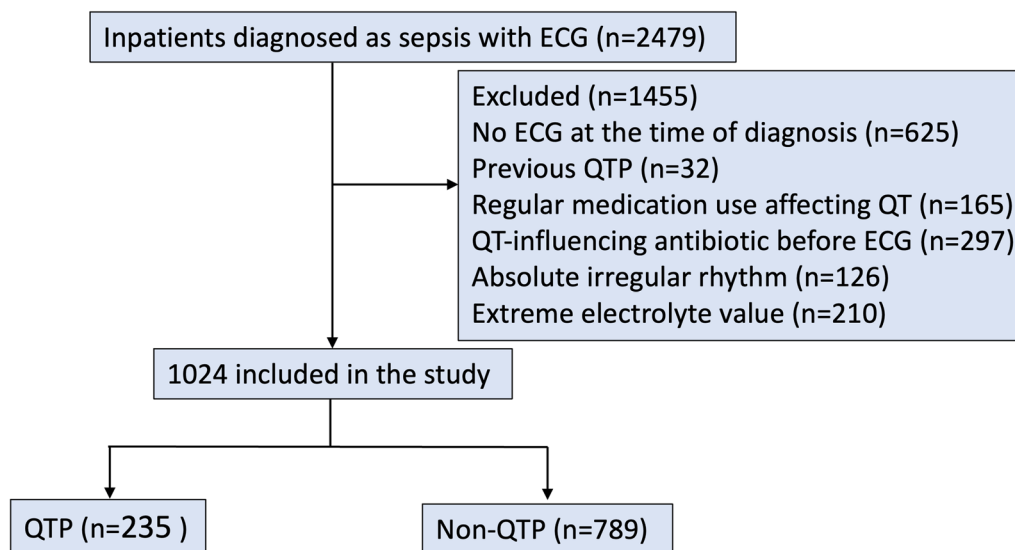 Inpatients diagnosed as sepsis with ECG (n=2479)
Excluded (n=1455)
No ECG at the time of diagnosis (n=625)
Previous QTP (n=32)
Regular medication use affecting QT (n=165)
QT-influencing antibiotic before ECG (n=297)
Absolute irregular rhythm (n=126)
Extreme electrolyte value (n=210)
1024 included in the study
QTP (n=235 )
Non-QTP (n=789)